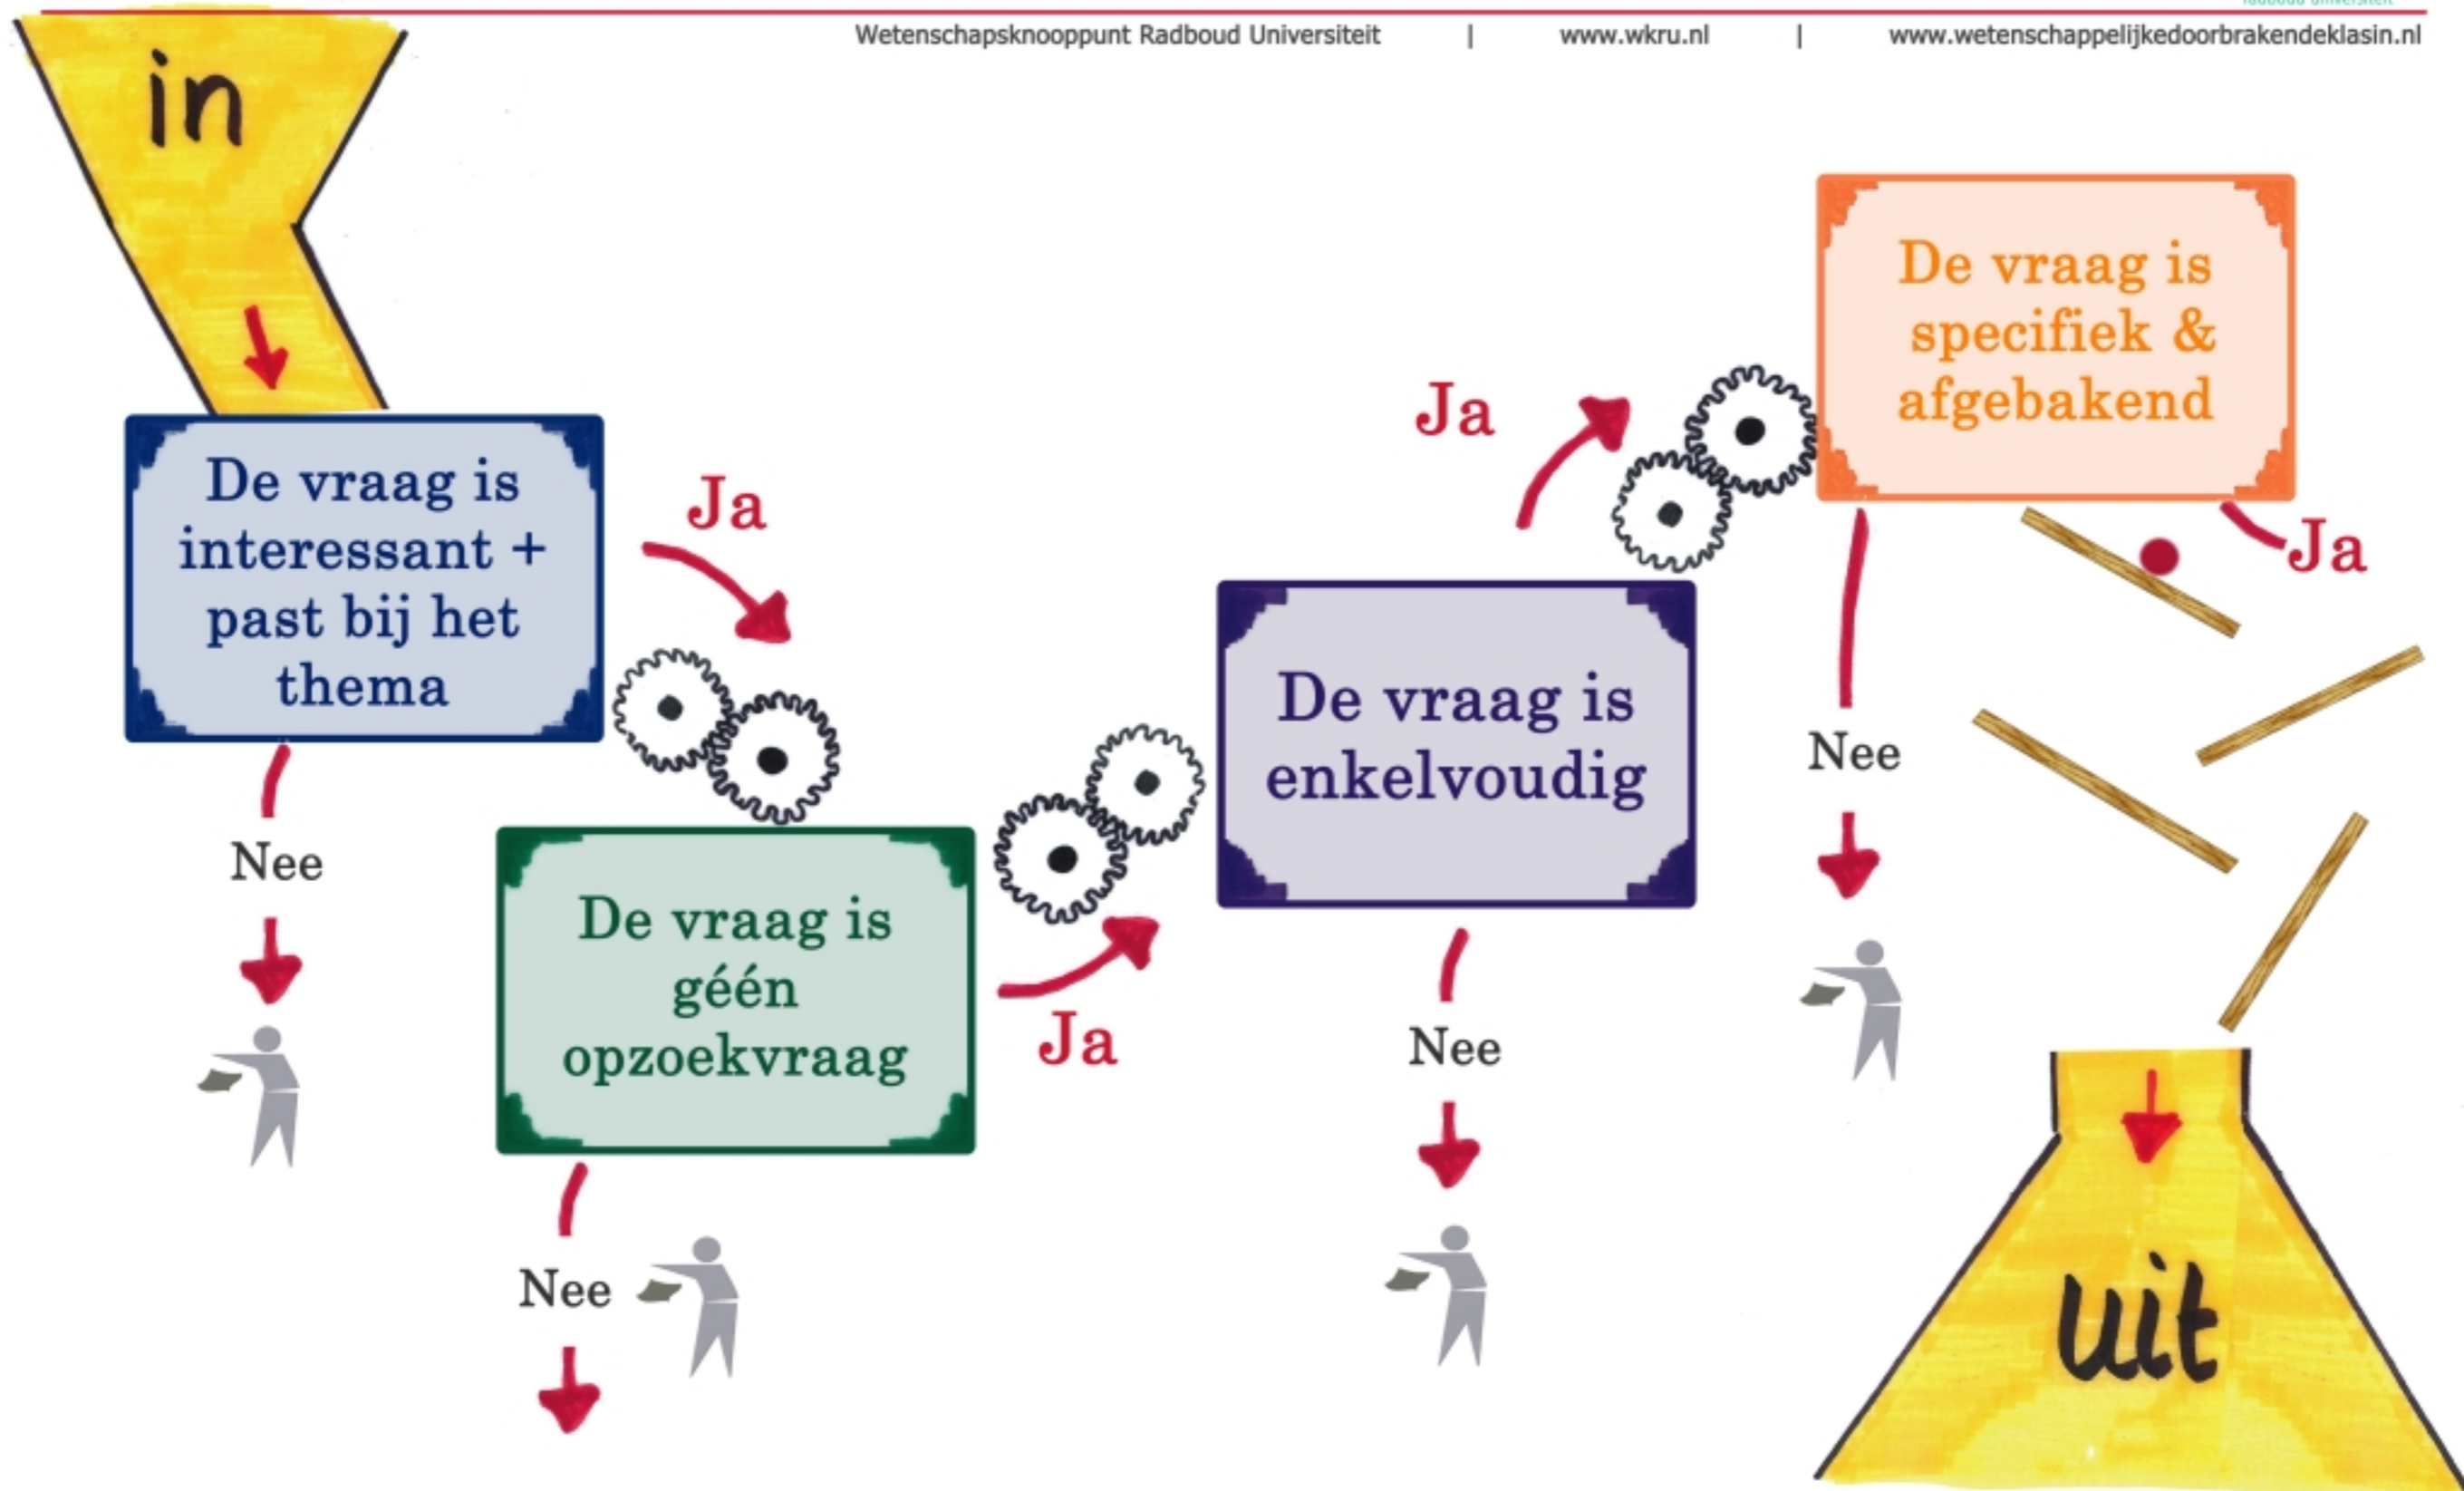 Wetenschapsknooppunt Radboud Universiteit | www.wkru.nl | www.wetenschappelijkedoorbrakendeklasin.nl
in
De vraag is
interessant +
past bij het
thema
Ja
Nee
De vraag is
géén
opzoekvraag
Ja
Nee
De vraag is
enkelvoudig
Ja
Nee
De vraag is
specifiek &
afgebakend
Ja
Nee
uit